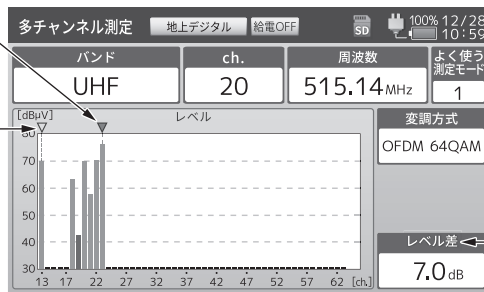 多チャンネル測定 地上デジタル 給電OFF SD 100% 12/28
10:59
バンド ch. 周波数 よく使う
測定モード
UHF 20 515.14 MHz 1
[dBμV] レベル 変調方式
80
OFDM 64QAM
70
60
50
40 レベル差
30
7.0 dB
13 17 22 27 32 37 42 47 52 57 62 [ch.]